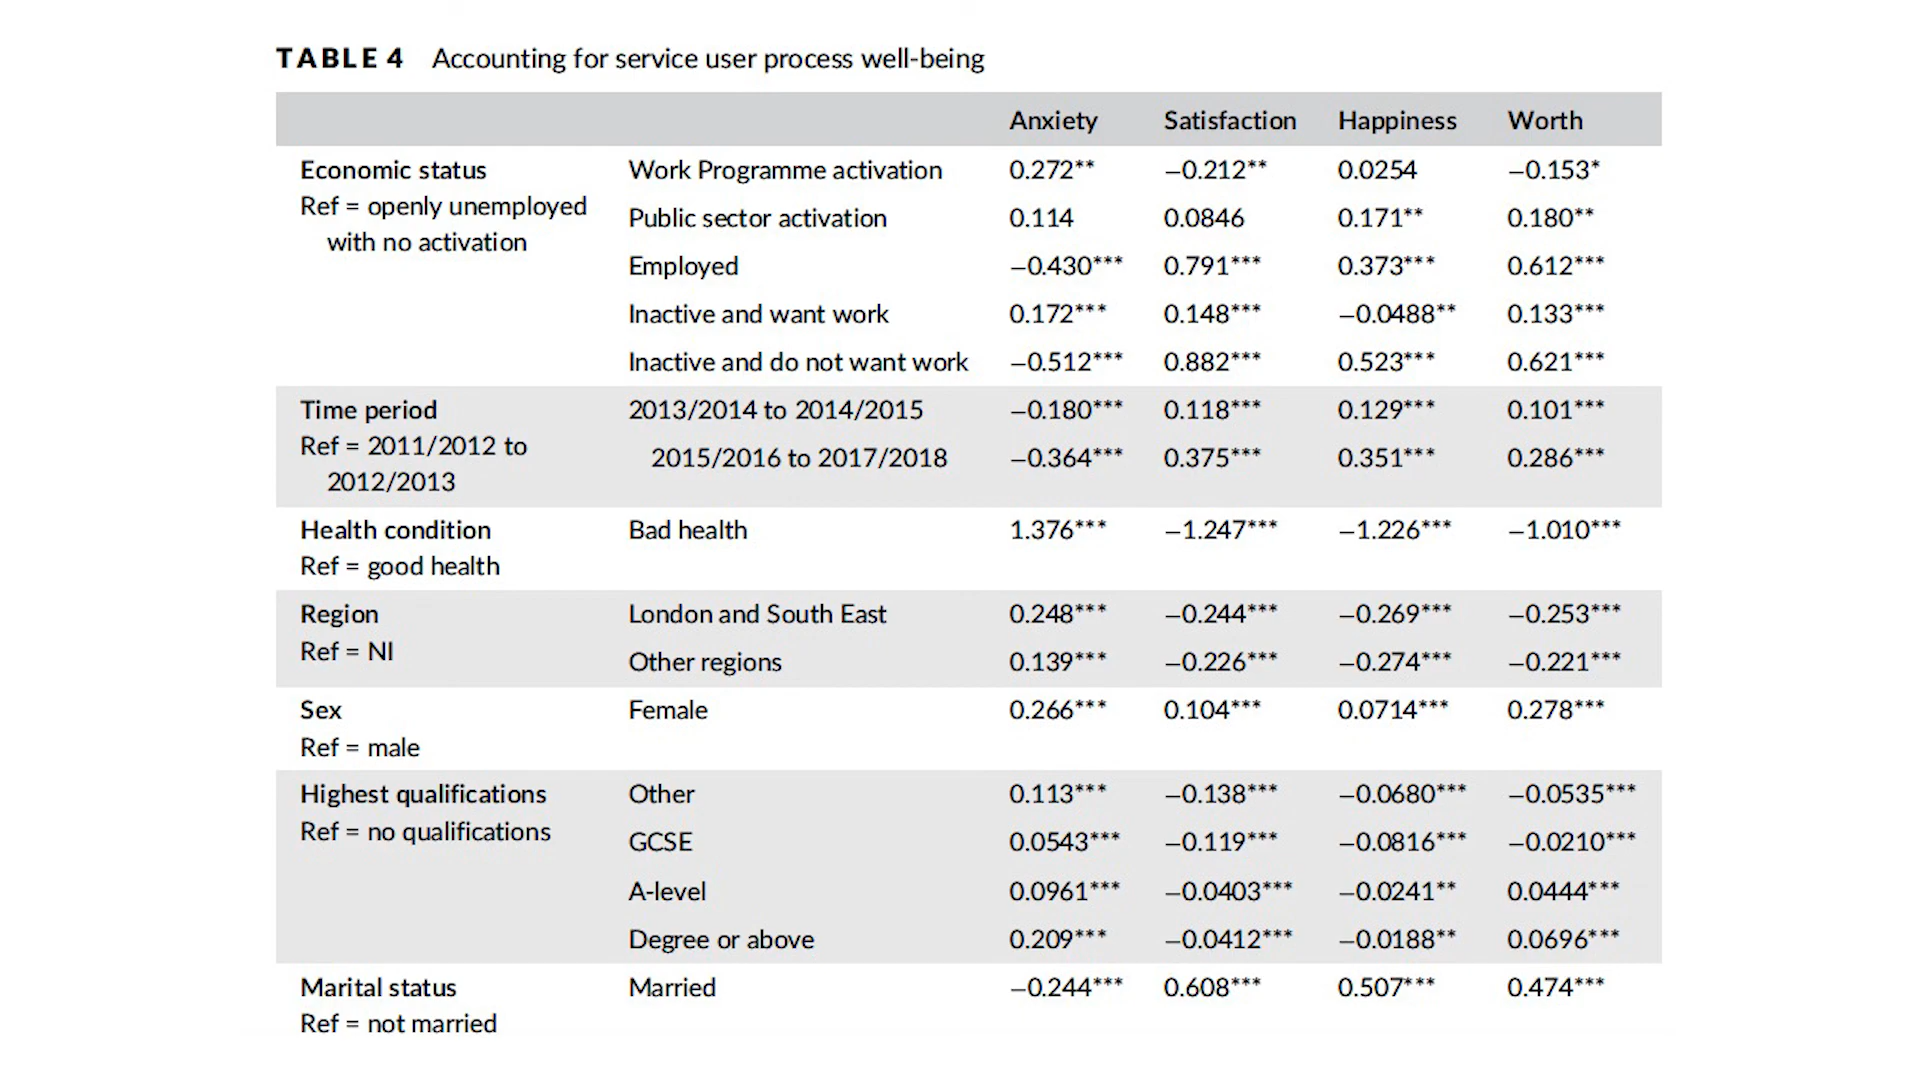 TABLE 4 Accounting for service user process well-being
Anxiety Satisfaction Happiness Worth
Economic status Work Programme activation 0.272** −0.212** 0.0254 −0.153*
Ref = openly unemployed
with no activation
Public sector activation 0.114 0.0846 0.171** 0.180**
Employed −0.430*** 0.791*** 0.373*** 0.612***
Inactive and want work 0.172*** 0.148*** −0.0488** 0.133***
Inactive and do not want work −0.512*** 0.882*** 0.523*** 0.621***
Time period 2013/2014 to 2014/2015 −0.180*** 0.118*** 0.129*** 0.101***
Ref = 2011/2012 to
2012/2013
2015/2016 to 2017/2018 −0.364*** 0.375*** 0.351*** 0.286***
Health condition Bad health 1.376*** −1.247*** −1.226*** −1.010***
Ref = good health
Region London and South East 0.248*** −0.244*** −0.269*** −0.253***
Ref = NI
Other regions 0.139*** −0.226*** −0.274*** −0.221***
Sex Female 0.266*** 0.104*** 0.0714*** 0.278***
Ref = male
Highest qualifications Other 0.113*** −0.138*** −0.0680*** −0.0535***
Ref = no qualifications
GCSE 0.0543*** −0.119*** −0.0816*** −0.0210***
A-level 0.0961*** −0.0403*** −0.0241** 0.0444***
Degree or above 0.209*** −0.0412*** −0.0188** 0.0696***
Marital status Married −0.244*** 0.608*** 0.507*** 0.474***
Ref = not married